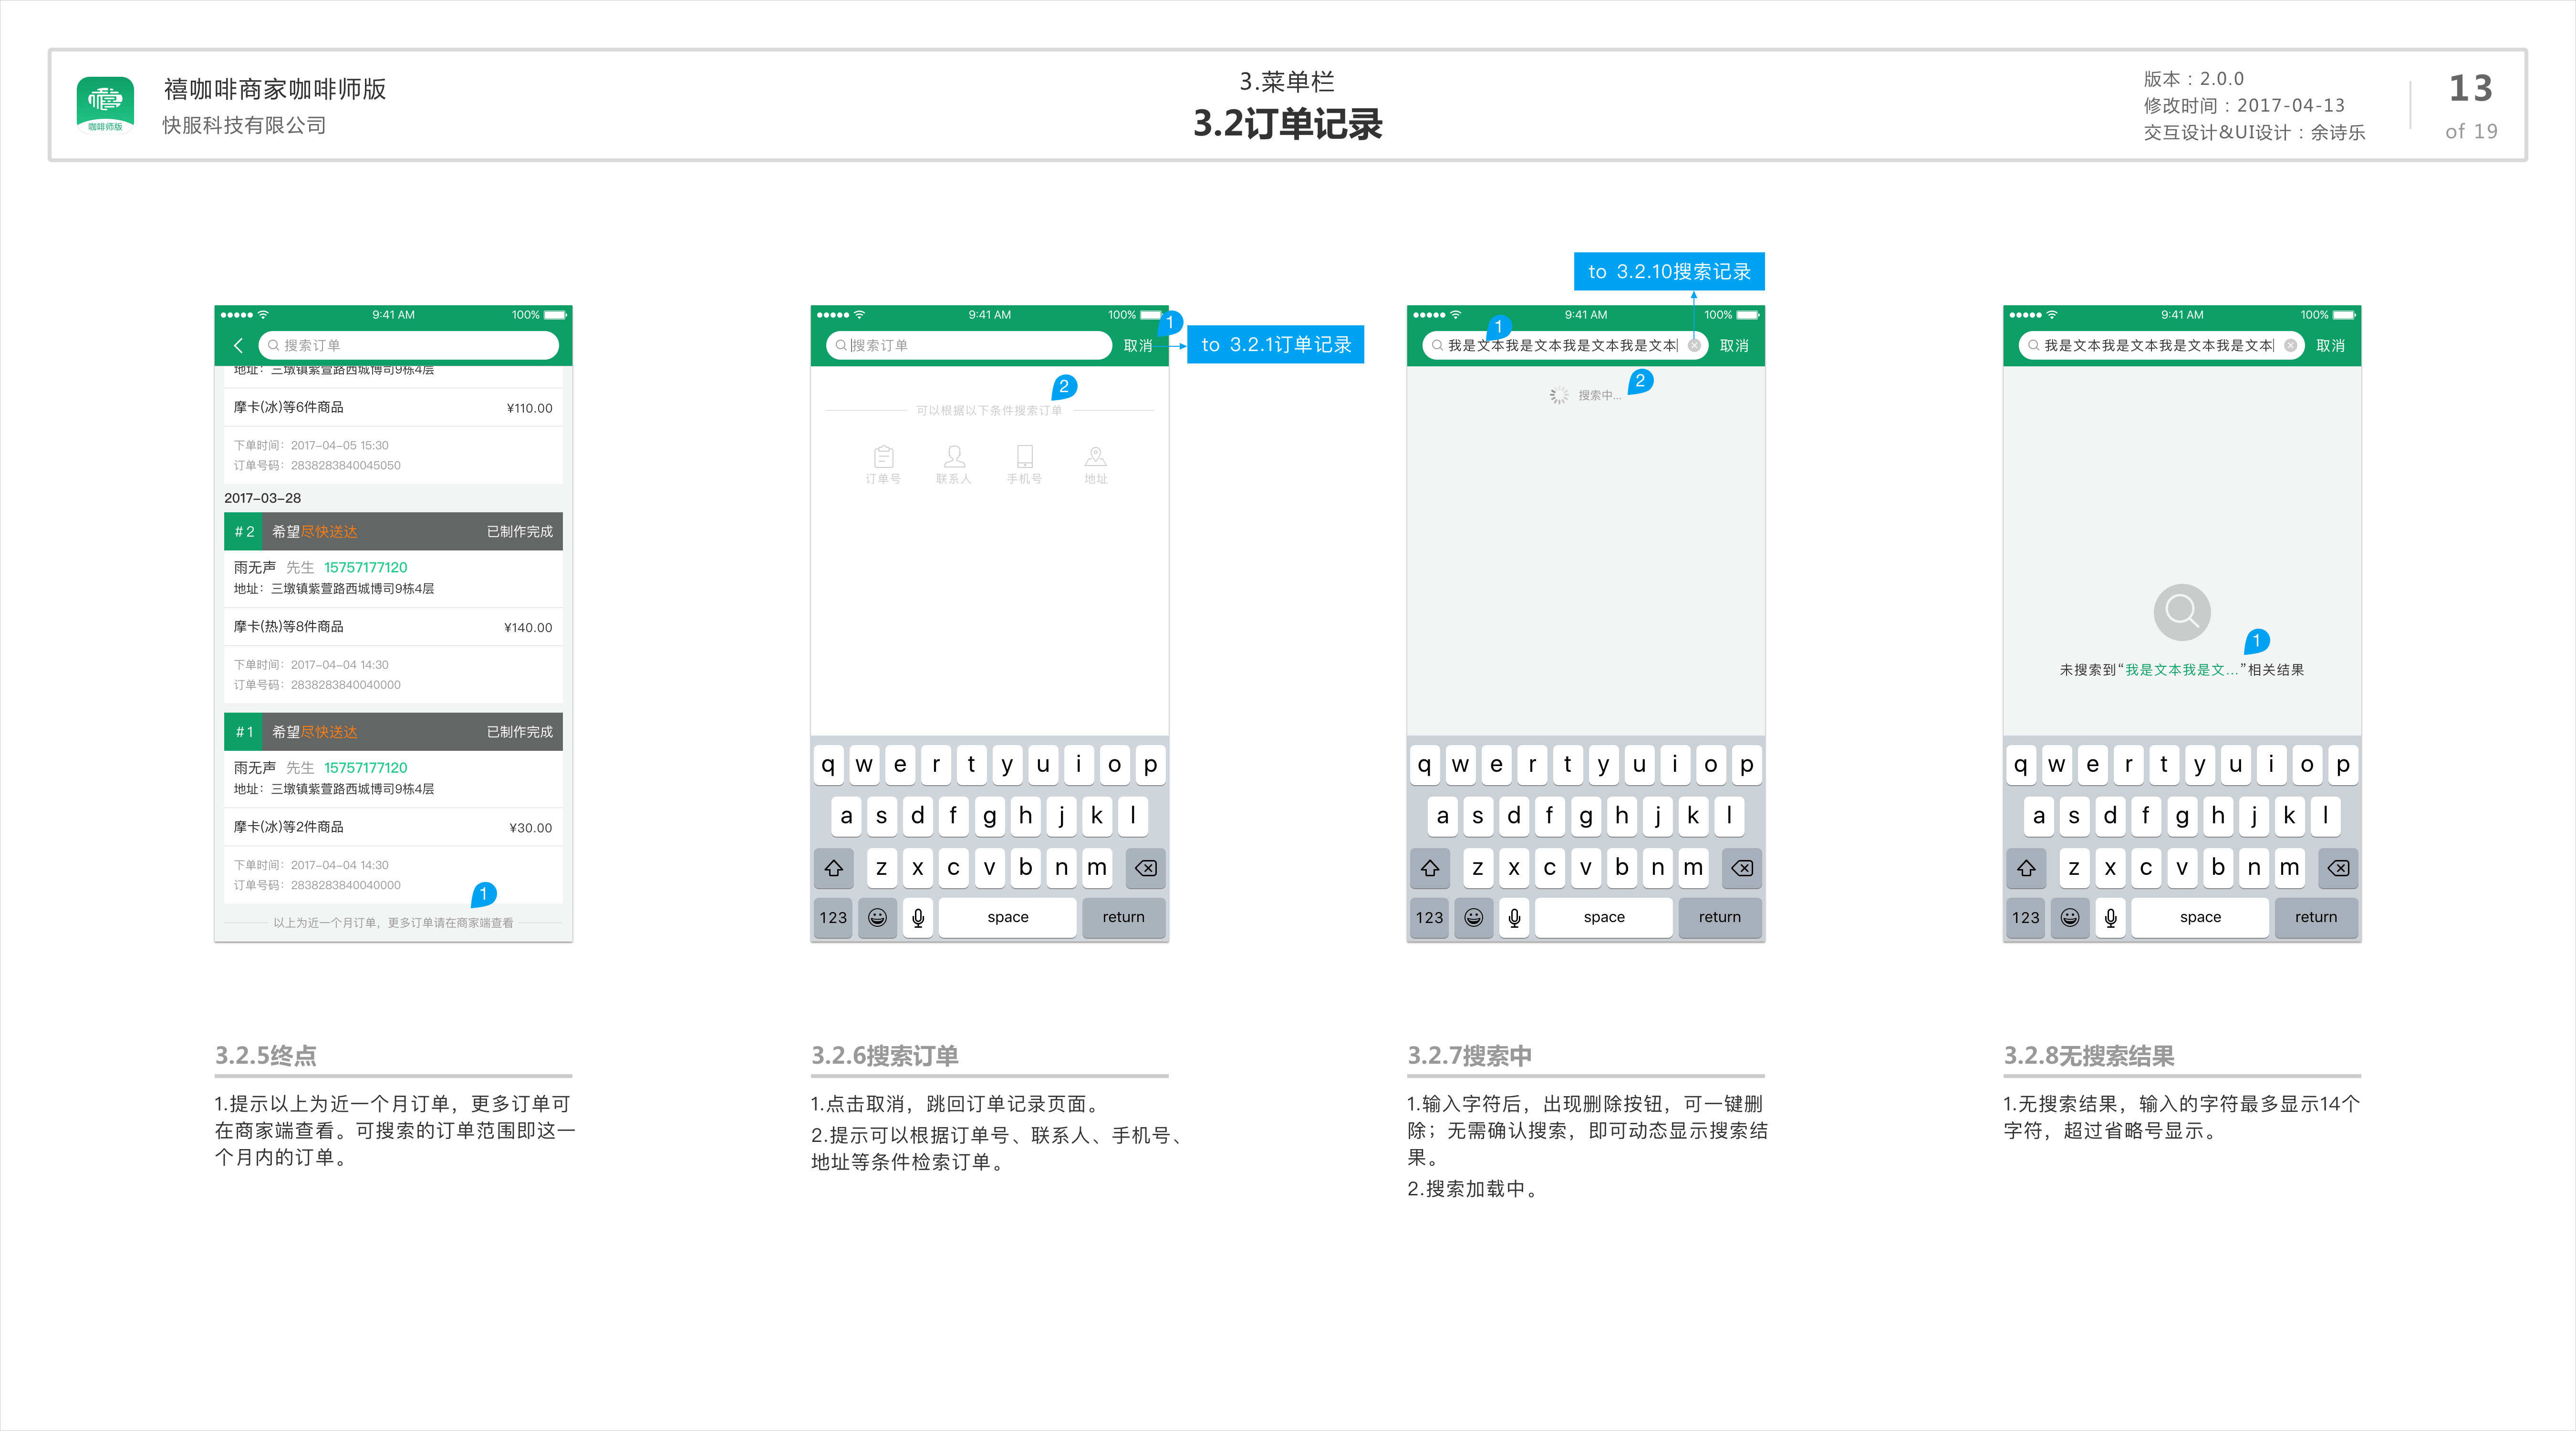 禧咖啡商家咖啡师版
快服科技有限公司
咖啡师版
3.菜单栏
3.2订单记录
版本：2.0.0
修改时间：2017-04-13
交互设计&UI设计：余诗乐
13
of 19
9:41 AM 100%
搜索订单
地址：三墩镇紫萱路西城博司9栋4层
摩卡(冰)等6件商品 ¥110.00
下单时间：2017-04-05 15:30
订单号码：2838283840045050
2017-03-28
#2 希望尽快送达 已制作完成
雨无声 先生 15757177120
地址：三墩镇紫萱路西城博司9栋4层
摩卡(热)等8件商品 ¥140.00
下单时间：2017-04-04 14:30
订单号码：2838283840040000
#1 希望尽快送达 已制作完成
雨无声 先生 15757177120
地址：三墩镇紫萱路西城博司9栋4层
摩卡(冰)等2件商品 ¥30.00
下单时间：2017-04-04 14:30
订单号码：2838283840040000
1
以上为近一个月订单，更多订单请在商家端查看
3.2.5终点
1.提示以上为近一个月订单，更多订单可
在商家端查看。可搜索的订单范围即这一
个月内的订单。
9:41 AM 100%
1
搜索订单 取消
to 3.2.1订单记录
2
可以根据以下条件搜索订单
订单号 联系人 手机号 地址
q w e r t y u i o p
a s d f g h j k l
z x c v b n m
123 space return
3.2.6搜索订单
1.点击取消，跳回订单记录页面。
2.提示可以根据订单号、联系人、手机号、
地址等条件检索订单。
to 3.2.10搜索记录
9:41 AM 100%
1
我是文本我是文本我是文本我是文本 取消
2
搜索中...
q w e r t y u i o p
a s d f g h j k l
z x c v b n m
123 space return
3.2.7搜索中
1.输入字符后，出现删除按钮，可一键删
除；无需确认搜索，即可动态显示搜索结
果。
2.搜索加载中。
9:41 AM 100%
我是文本我是文本我是文本我是文本 取消
1
未搜索到“我是文本我是文...”相关结果
q w e r t y u i o p
a s d f g h j k l
z x c v b n m
123 space return
3.2.8无搜索结果
1.无搜索结果，输入的字符最多显示14个
字符，超过省略号显示。